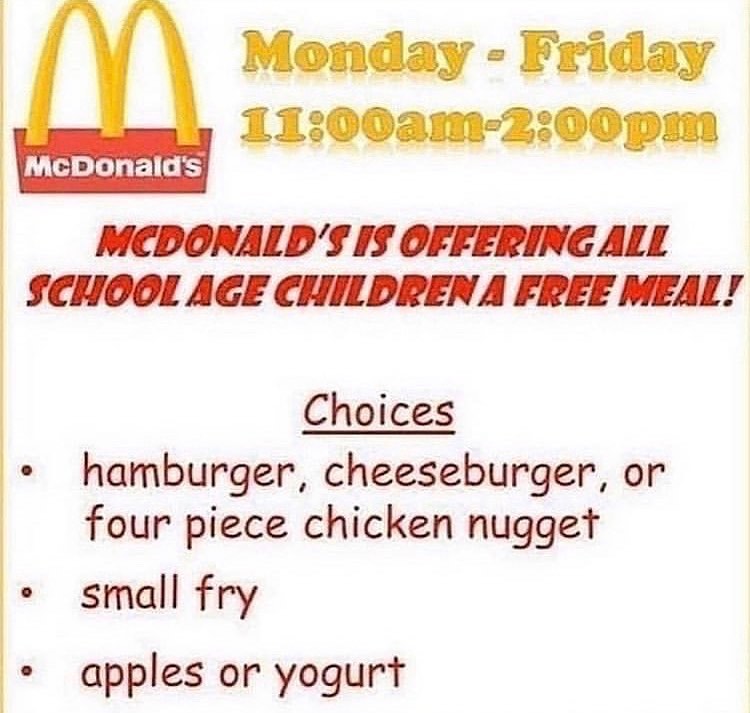 McDonald's
Monday - Friday
11:00am-2:00pm
MCDONALD'S IS OFFERING ALL
SCHOOL AGE CHILDREN A FREE MEAL!
Choices
• hamburger, cheeseburger, or
four piece chicken nugget
• small fry
• apples or yogurt